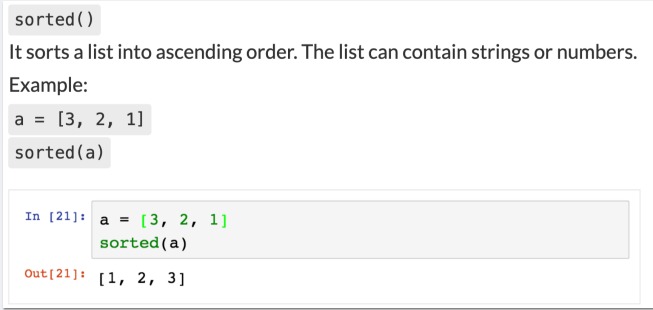 sorted()
It sorts a list into ascending order. The list can contain strings or numbers.
Example:
a = [3, 2, 1]
sorted(a)
In [21]: a = [3, 2, 1]
sorted(a)
Out[21]: [1, 2, 3]